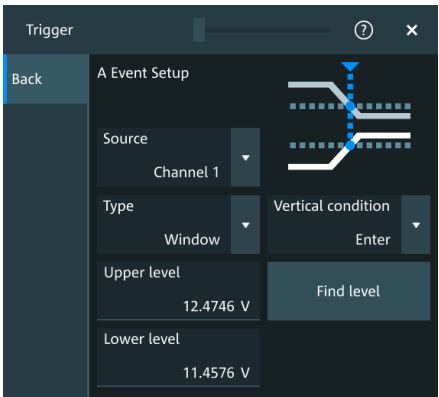 Trigger
Back
A Event Setup
Source
Channel 1
Type
Window
Vertical condition
Enter
Upper level
12.4746 V
Find level
Lower level
11.4576 V